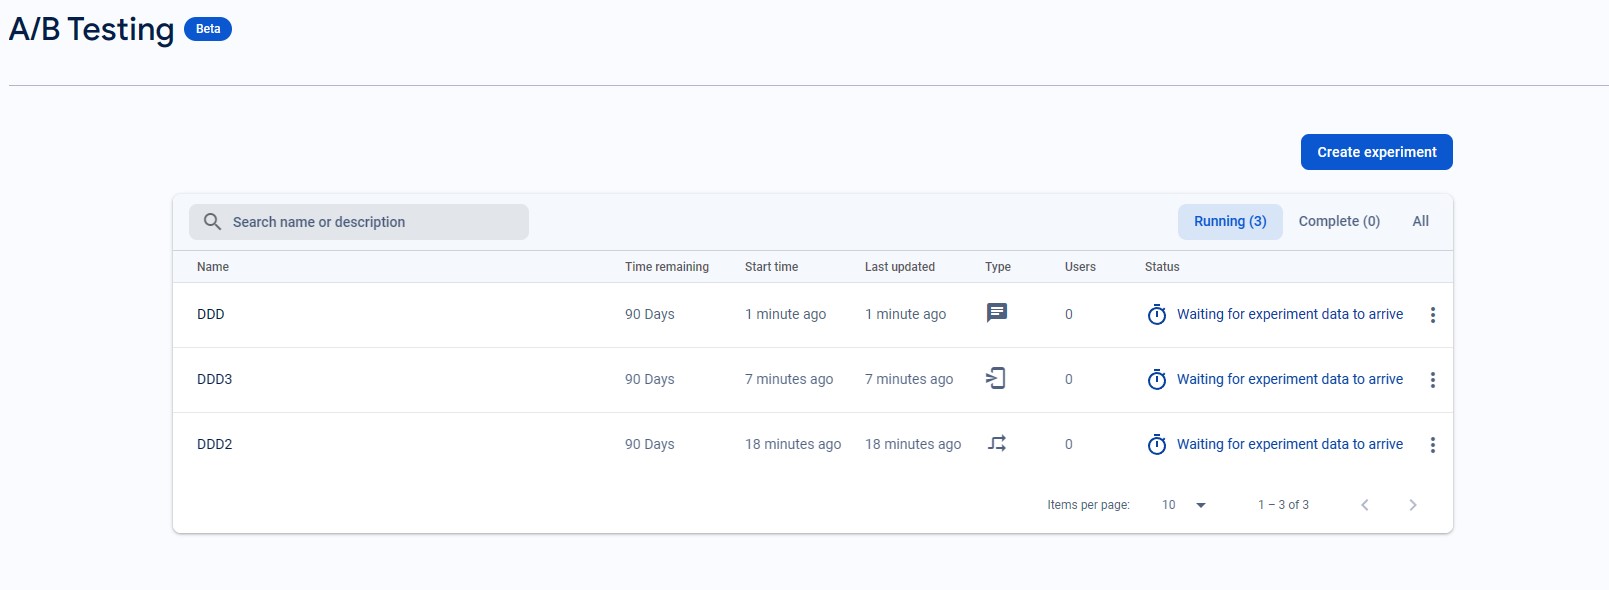 A/B Testing Beta
Create experiment
Search name or description Running (3) Complete (0) All
Name Time remaining Start time Last updated Type Users Status
DDD 90 Days 1 minute ago 1 minute ago 0 Waiting for experiment data to arrive
DDD3 90 Days 7 minutes ago 7 minutes ago 0 Waiting for experiment data to arrive
DDD2 90 Days 18 minutes ago 18 minutes ago 0 Waiting for experiment data to arrive
Items per page: 10 1 – 3 of 3